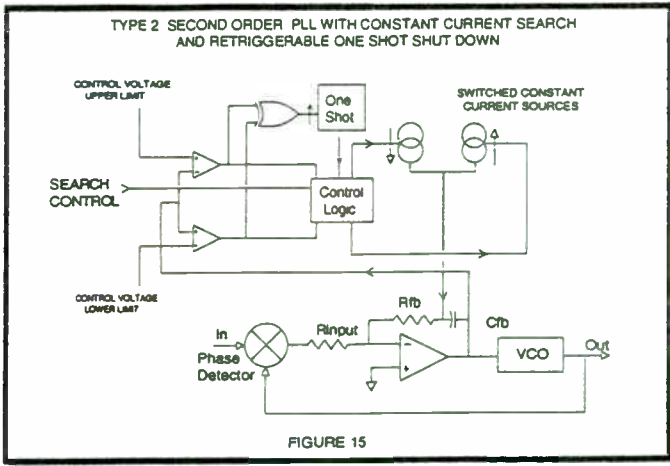 TYPE 2 SECOND ORDER PLL WITH CONSTANT CURRENT SEARCH
AND RETRIGGERABLE ONE SHOT SHUT DOWN
CONTROL VOLTAGE
UPPER LIMIT
One
Shot
SWITCHED CONSTANT
CURRENT SOURCES
SEARCH
CONTROL
Control
Logic
CONTROL VOLTAGE
LOWER LIMIT
In
Phase
Detector
Rinput
Rfb
Cfb
VCO
Out
FIGURE 15